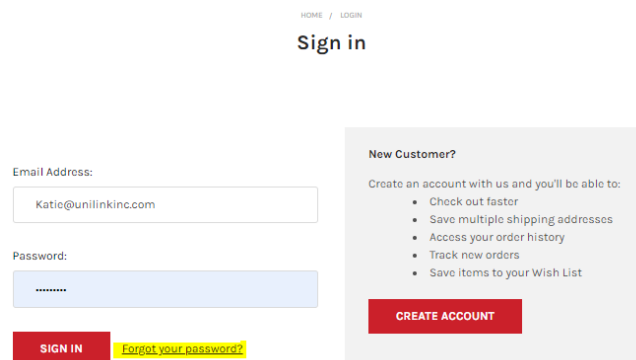 HOME / LOGIN
Sign in
Email Address:
Katie@unilinkinc.com
Password:
•••••••••
SIGN IN Forgot your password?
New Customer?
Create an account with us and you'll be able to:
• Check out faster
• Save multiple shipping addresses
• Access your order history
• Track new orders
• Save items to your Wish List
CREATE ACCOUNT